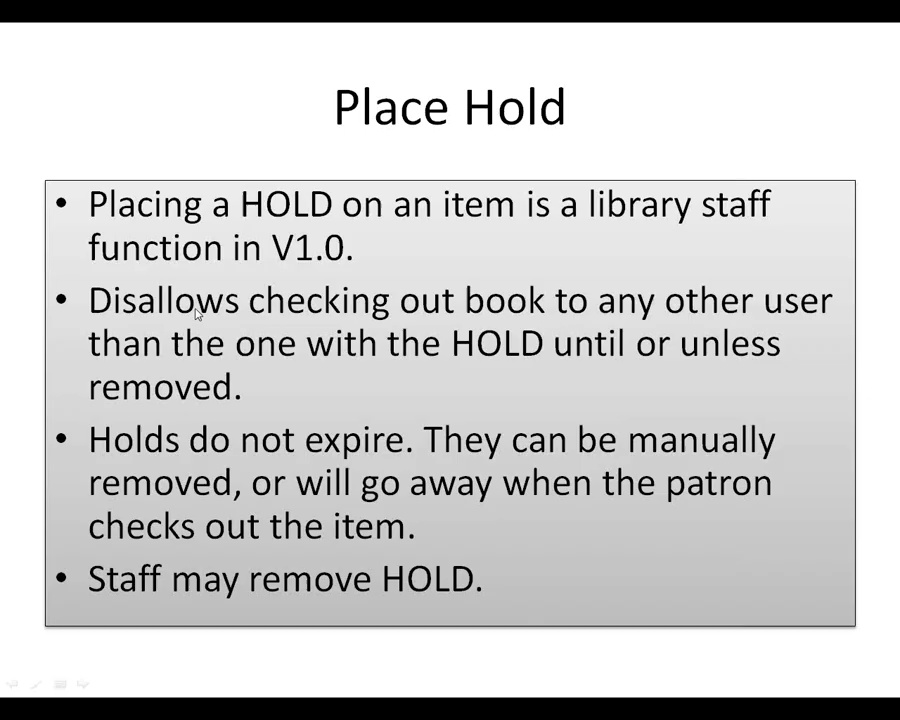 Place Hold
• Placing a HOLD on an item is a library staff
function in V1.0.
• Disallows checking out book to any other user
than the one with the HOLD until or unless
removed.
• Holds do not expire. They can be manually
removed, or will go away when the patron
checks out the item.
• Staff may remove HOLD.